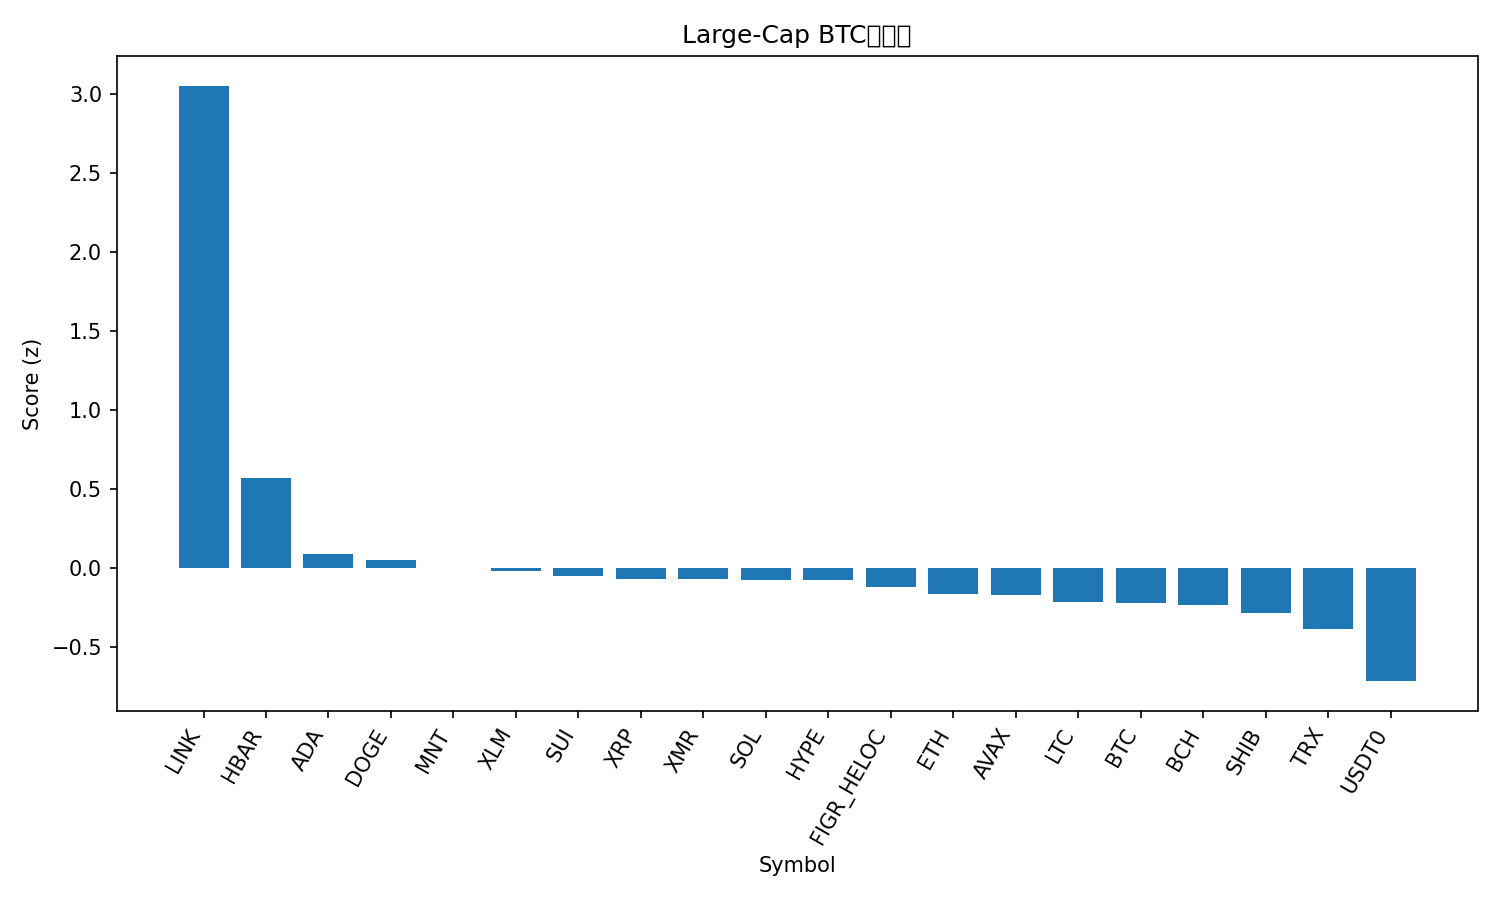 Large-Cap BTC
3.0
2.5
2.0
1.5
1.0
0.5
0.0
−0.5
Score (z)
LINK
HBAR
ADA
DOGE
MNT
XLM
SUI
XRP
XMR
SOL
HYPE
FIGR_HELOC
ETH
AVAX
LTC
BTC
BCH
SHIB
TRX
USDT0
Symbol